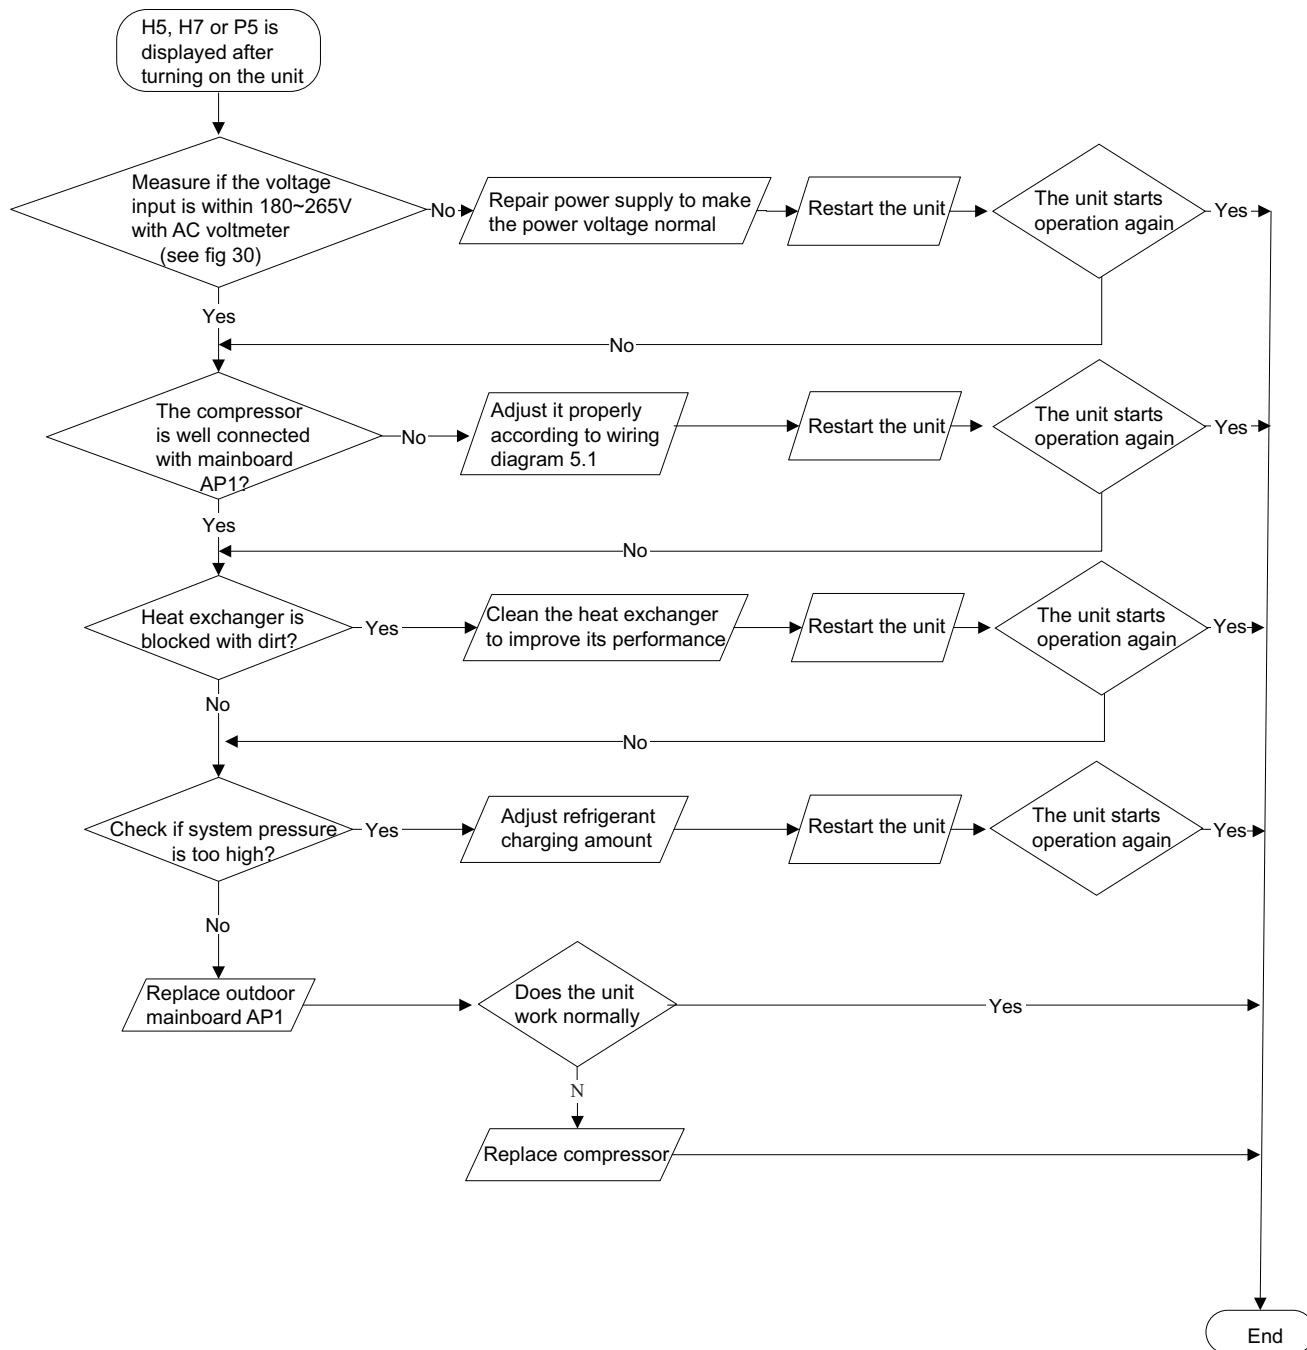 H5, H7 or P5 is
displayed after
turning on the unit
Measure if the voltage
input is within 180~265V
with AC voltmeter
(see fig 30)
No
Repair power supply to make
the power voltage normal
Restart the unit
The unit starts
operation again
Yes
Yes
No
The compressor
is well connected
with mainboard
AP1?
No
Adjust it properly
according to wiring
diagram 5.1
Restart the unit
The unit starts
operation again
Yes
Yes
No
Heat exchanger is
blocked with dirt?
Yes
Clean the heat exchanger
to improve its performance
Restart the unit
The unit starts
operation again
Yes
No
No
Check if system pressure
is too high?
Yes
Adjust refrigerant
charging amount
Restart the unit
The unit starts
operation again
Yes
No
Replace outdoor
mainboard AP1
Does the unit
work normally
Yes
N
Replace compressor
End